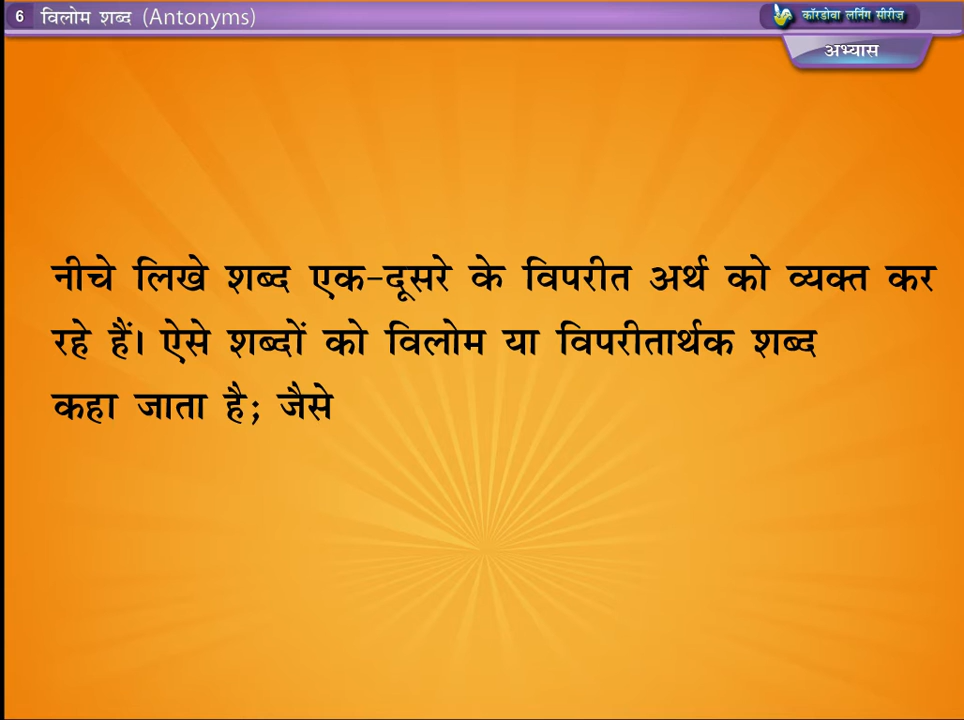 6 विलोम शब्द (Antonyms)
कॉरडोवा लर्निंग सीरीज़
अभ्यास
नीचे लिखे शब्द एक-दूसरे के विपरीत अर्थ को व्यक्त कर
रहे हैं। ऐसे शब्दों को विलोम या विपरीतार्थक शब्द
कहा जाता है; जैसे